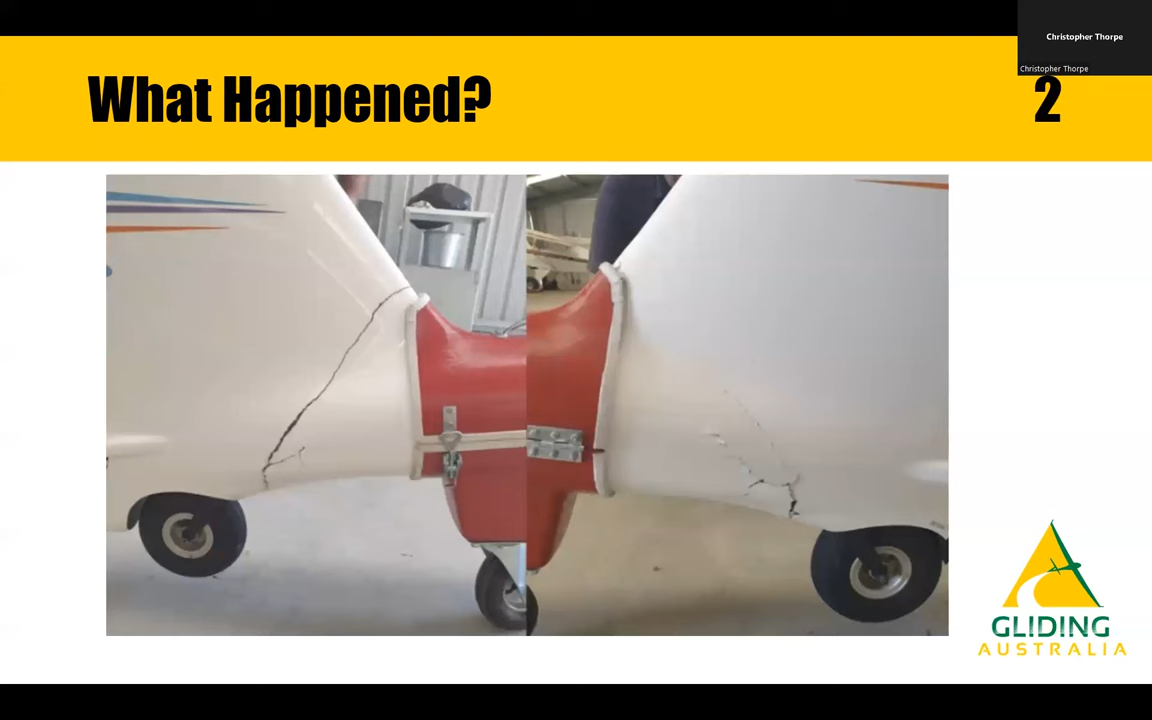 Christopher Thorpe
Christopher Thorpe
What Happened?
2
GLIDING
AUSTRALIA